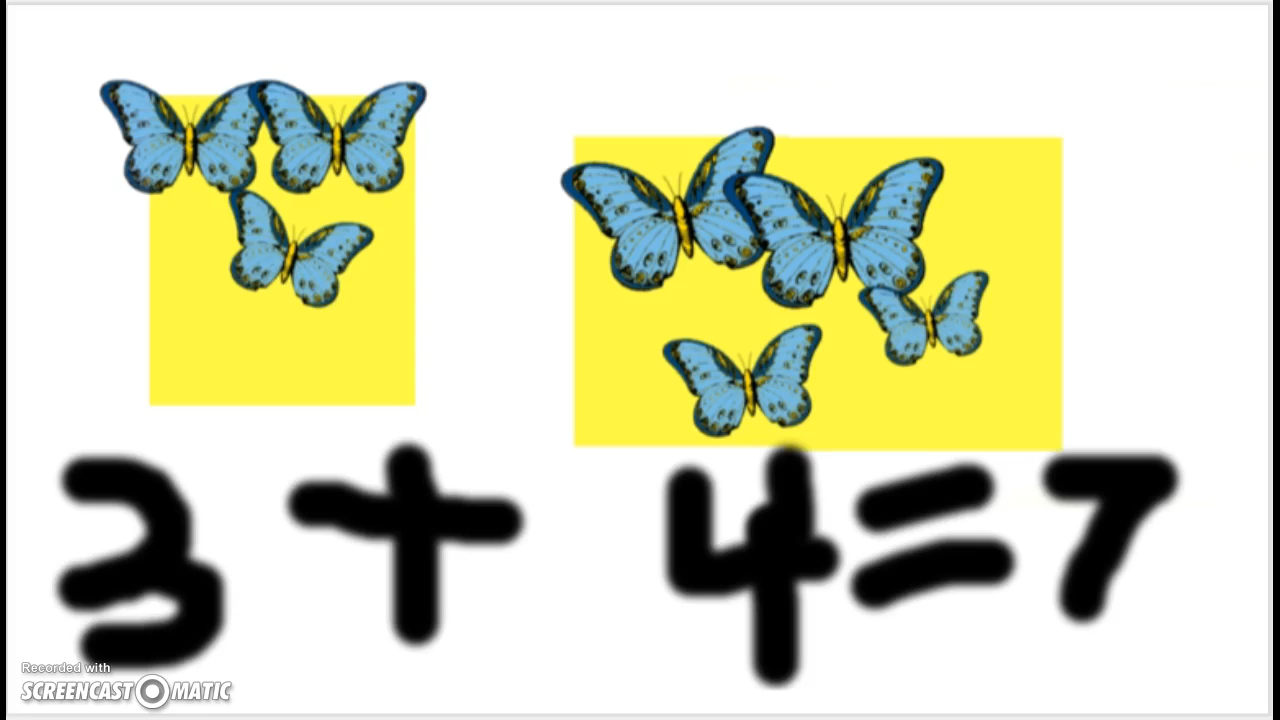 3 + 4 = 7
Recorded with
SCREENCAST O MATIC